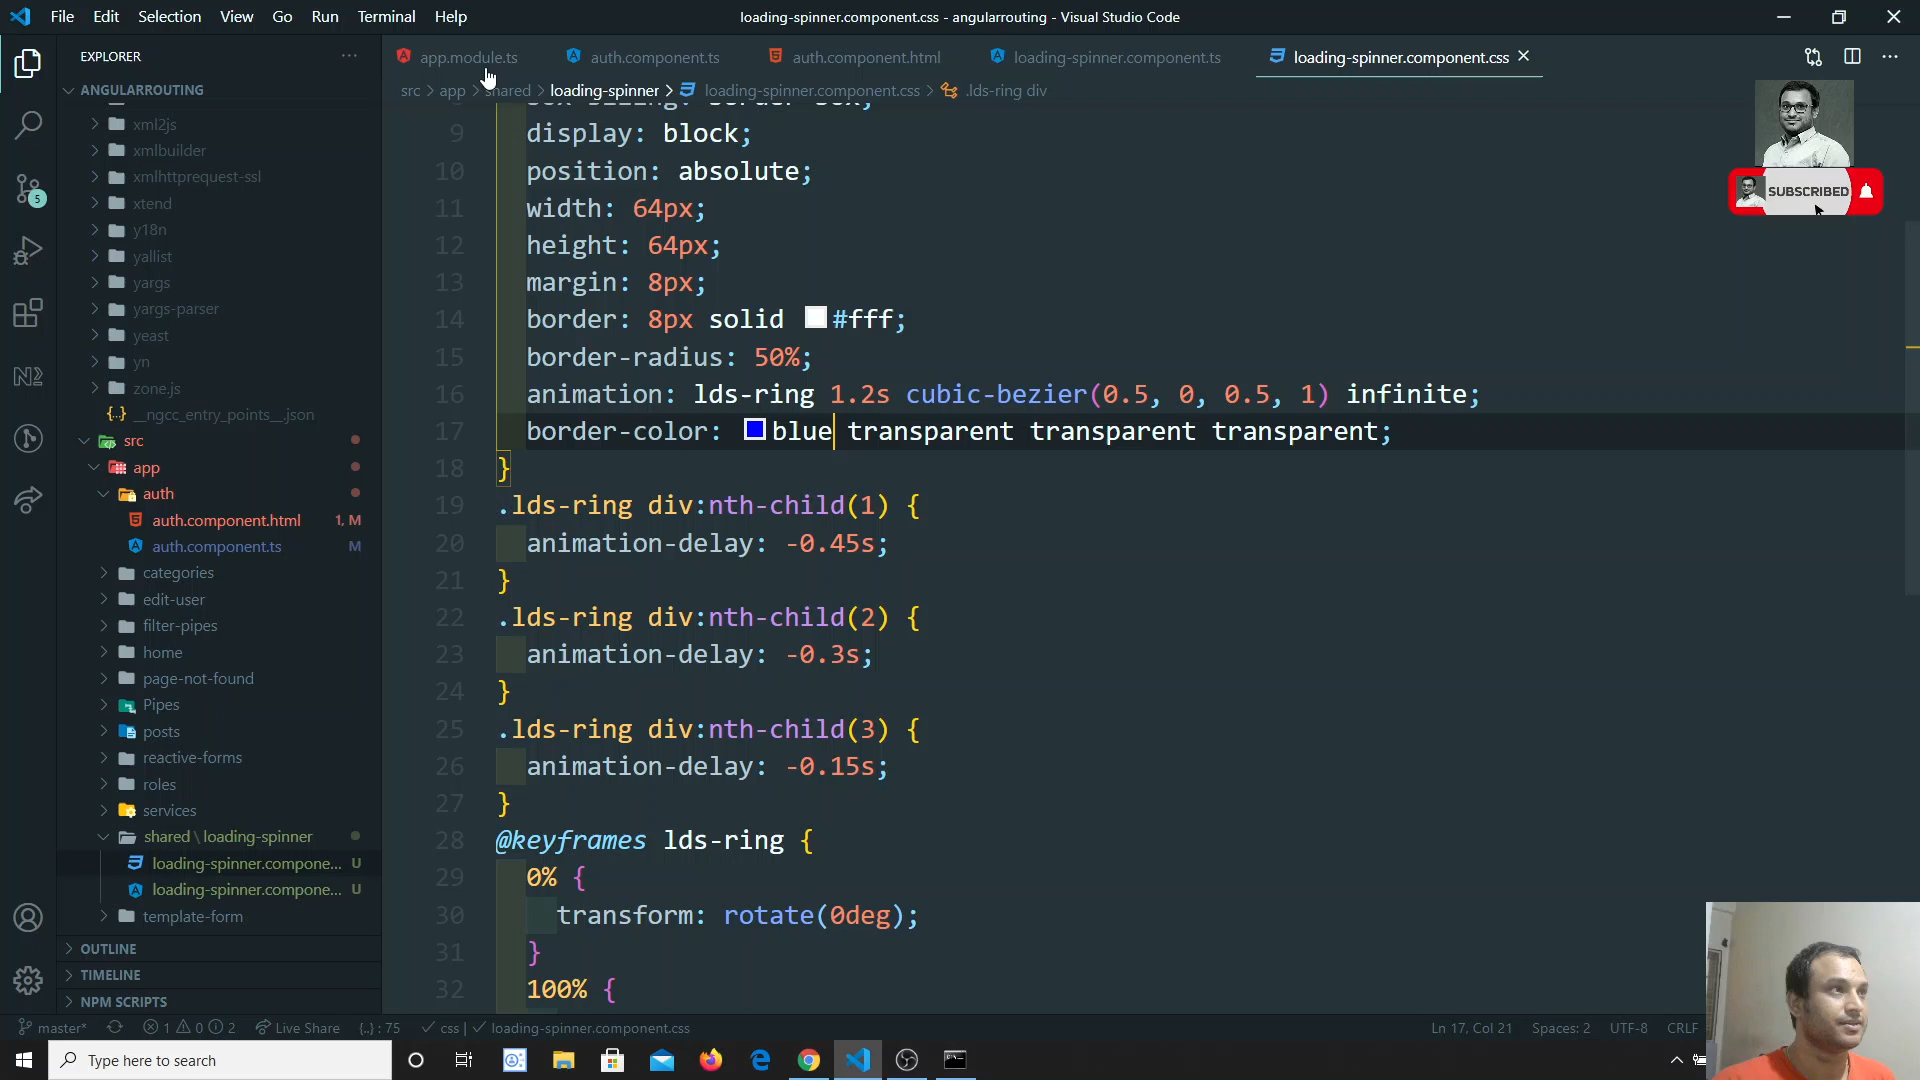 File Edit Selection View Go Run Terminal Help
loading-spinner.component.css - angularrouting - Visual Studio Code
EXPLORER
app.module.ts auth.component.ts auth.component.html loading-spinner.component.ts loading-spinner.component.css
src > app > shared > loading-spinner > loading-spinner.component.css > .lds-ring div
ANGULARROUTING
xml2js
xmlbuilder
xmlhttprequest-ssl
xtend
y18n
yallist
yargs
yargs-parser
yeast
yn
zone.js
{··} __ngcc_entry_points__.json
src
app
auth
auth.component.html 1, M
auth.component.ts M
categories
edit-user
filter-pipes
home
page-not-found
Pipes
posts
reactive-forms
roles
services
shared \ loading-spinner
loading-spinner.compone... U
loading-spinner.compone... U
template-form
OUTLINE
TIMELINE
NPM SCRIPTS
5
box-sizing: border-box;
9 display: block;
10 position: absolute;
11 width: 64px;
12 height: 64px;
13 margin: 8px;
14 border: 8px solid #fff;
15 border-radius: 50%;
16 animation: lds-ring 1.2s cubic-bezier(0.5, 0, 0.5, 1) infinite;
17 border-color: blue transparent transparent transparent;
18 }
19 .lds-ring div:nth-child(1) {
20 animation-delay: -0.45s;
21 }
22 .lds-ring div:nth-child(2) {
23 animation-delay: -0.3s;
24 }
25 .lds-ring div:nth-child(3) {
26 animation-delay: -0.15s;
27 }
28 @keyframes lds-ring {
29 0% {
30 transform: rotate(0deg);
31 }
32 100% {
SUBSCRIBED
master* 1 0 2 Live Share {..} : 75 css | loading-spinner.component.css
Ln 17, Col 21 Spaces: 2 UTF-8 CRLF
Type here to search